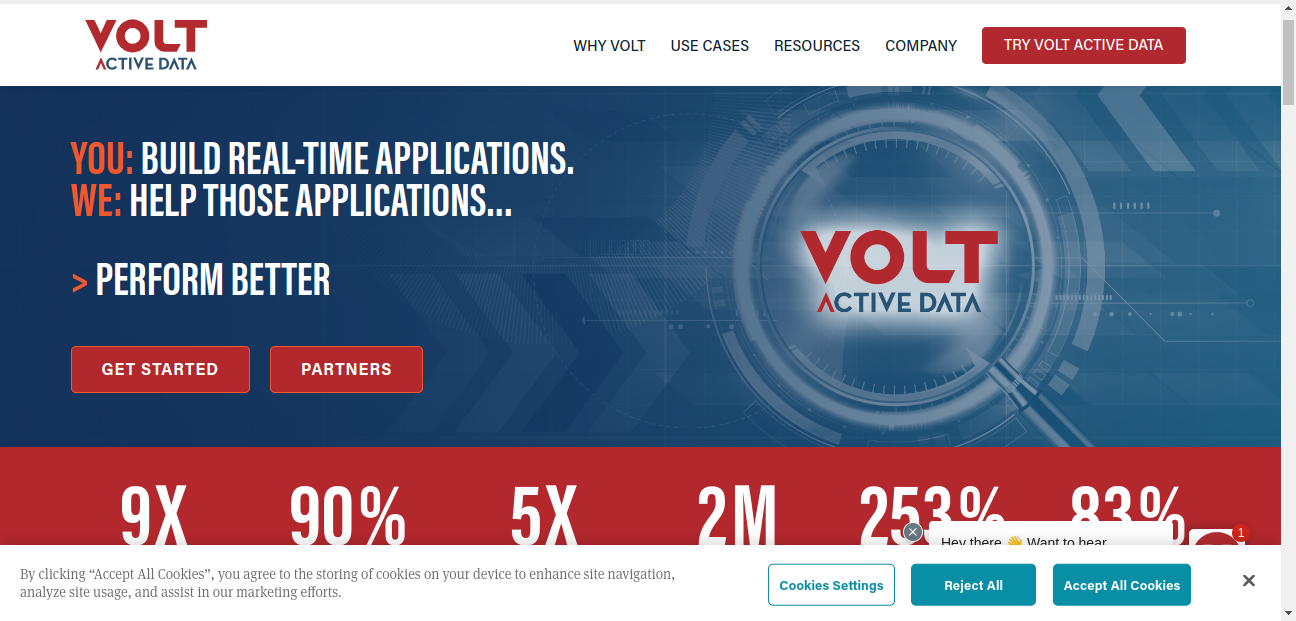 VOLT
ACTIVE DATA
WHY VOLT
USE CASES
RESOURCES
COMPANY
TRY VOLT ACTIVE DATA
YOU: BUILD REAL-TIME APPLICATIONS.
WE: HELP THOSE APPLICATIONS...
> PERFORM BETTER
GET STARTED
PARTNERS
VOLT
ACTIVE DATA
9X
90%
5X
2M
253%
83%
Hey there 👋 Want to hear
1
By clicking “Accept All Cookies”, you agree to the storing of cookies on your device to enhance site navigation,
analyze site usage, and assist in our marketing efforts.
Cookies Settings
Reject All
Accept All Cookies